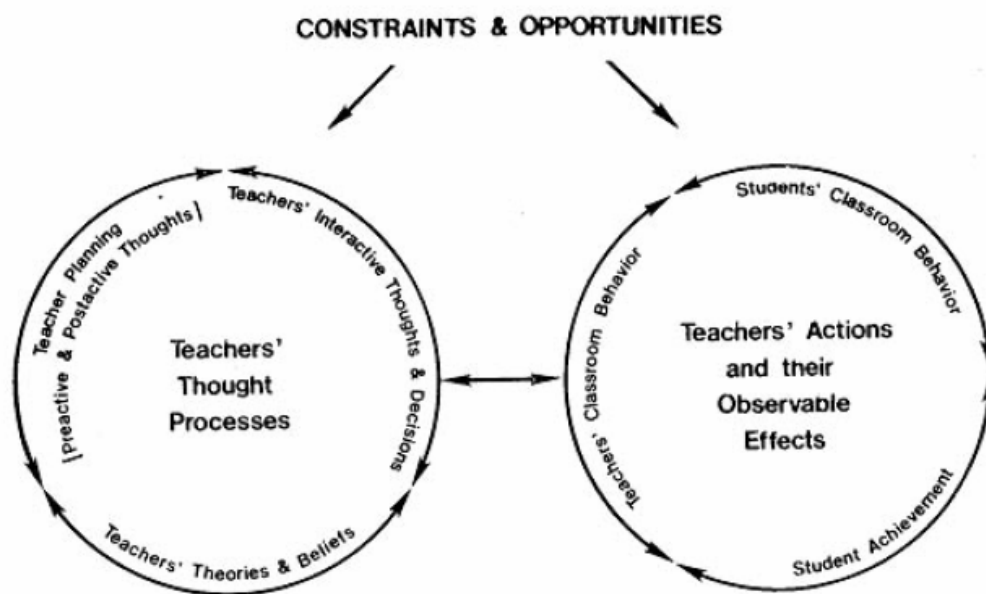 CONSTRAINTS & OPPORTUNITIES
Teacher Planning
|Preactive & Postactive Thoughts|
Teachers' Interactive Thoughts & Decisions
Teachers' Theories & Beliefs
Teachers'
Thought
Processes
Teachers' Classroom Behavior
Students' Classroom Behavior
Student Achievement
Teachers' Actions
and their
Observable
Effects